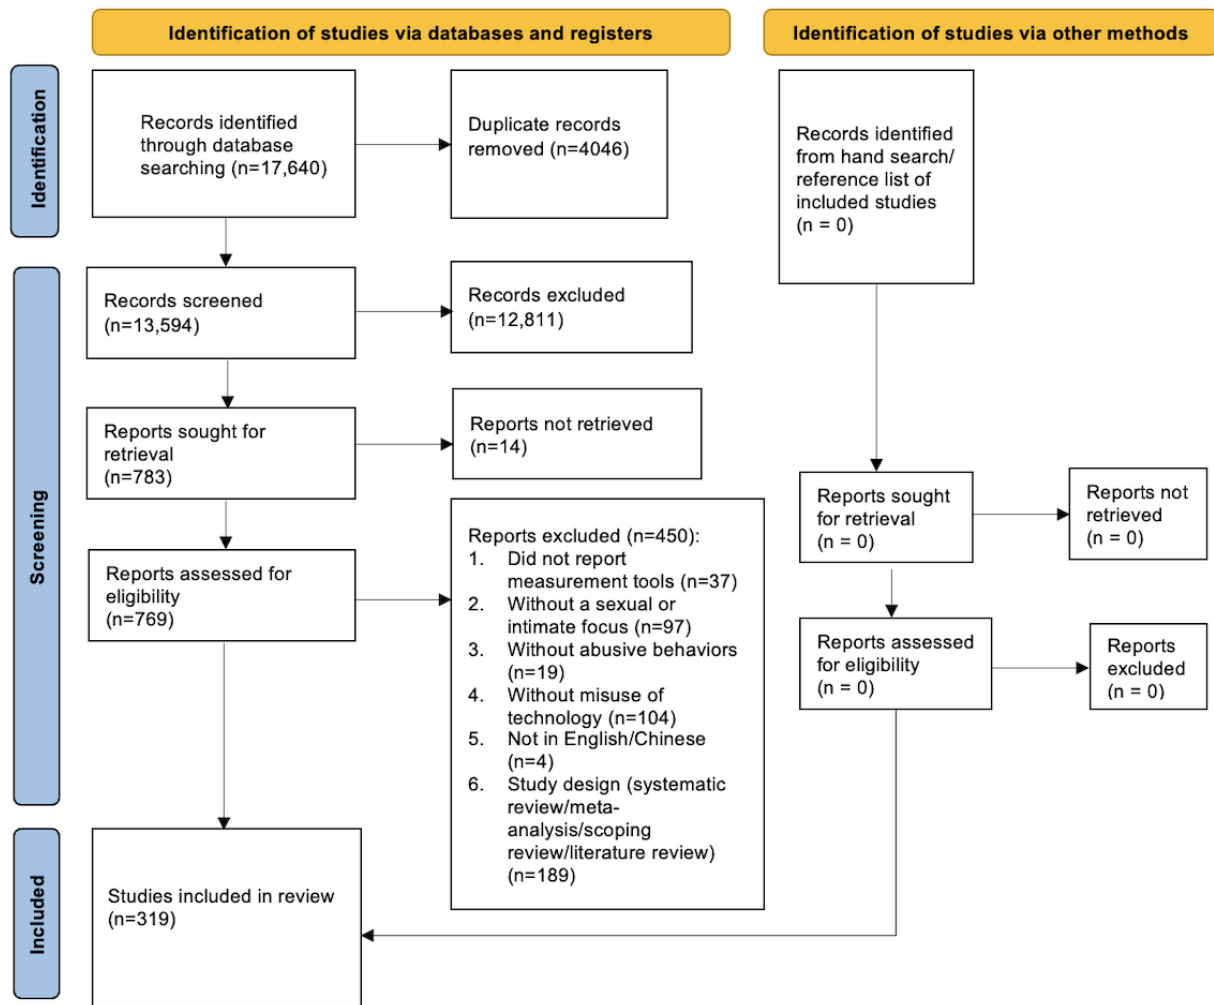 Identification of studies via databases and registers
Identification of studies via other methods
Identification
Records identified
through database
searching (n=17,640)
Duplicate records
removed (n=4046)
Records identified
from hand search/
reference list of
included studies
(n = 0)
Screening
Records screened
(n=13,594)
Records excluded
(n=12,811)
Reports sought for
retrieval
(n=783)
Reports not retrieved
(n=14)
Reports sought
for retrieval
(n = 0)
Reports not
retrieved
(n = 0)
Reports assessed for
eligibility
(n=769)
Reports excluded (n=450):
1. Did not report
measurement tools (n=37)
2. Without a sexual or
intimate focus (n=97)
3. Without abusive behaviors
(n=19)
4. Without misuse of
technology (n=104)
5. Not in English/Chinese
(n=4)
6. Study design (systematic
review/meta-
analysis/scoping
review/literature review)
(n=189)
Reports assessed
for eligibility
(n = 0)
Reports
excluded
(n = 0)
Included
Studies included in review
(n=319)